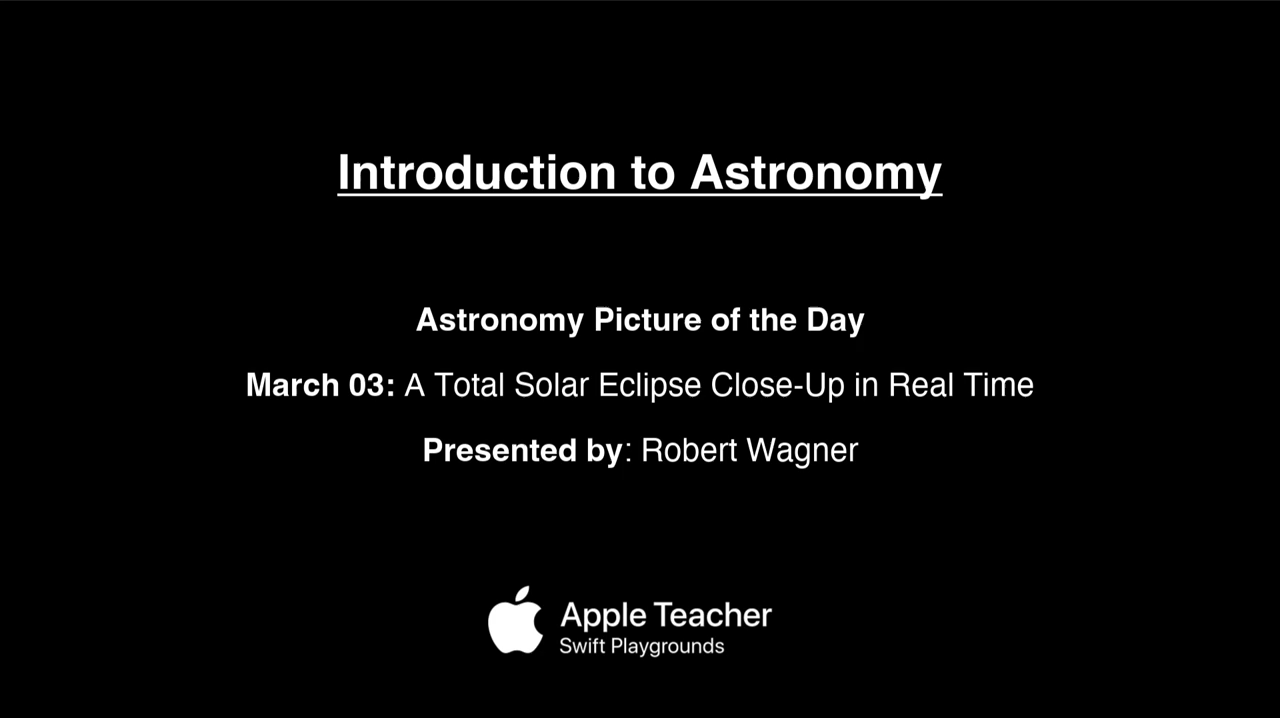 Introduction to Astronomy
Astronomy Picture of the Day
March 03: A Total Solar Eclipse Close-Up in Real Time
Presented by: Robert Wagner
Apple Teacher
Swift Playgrounds